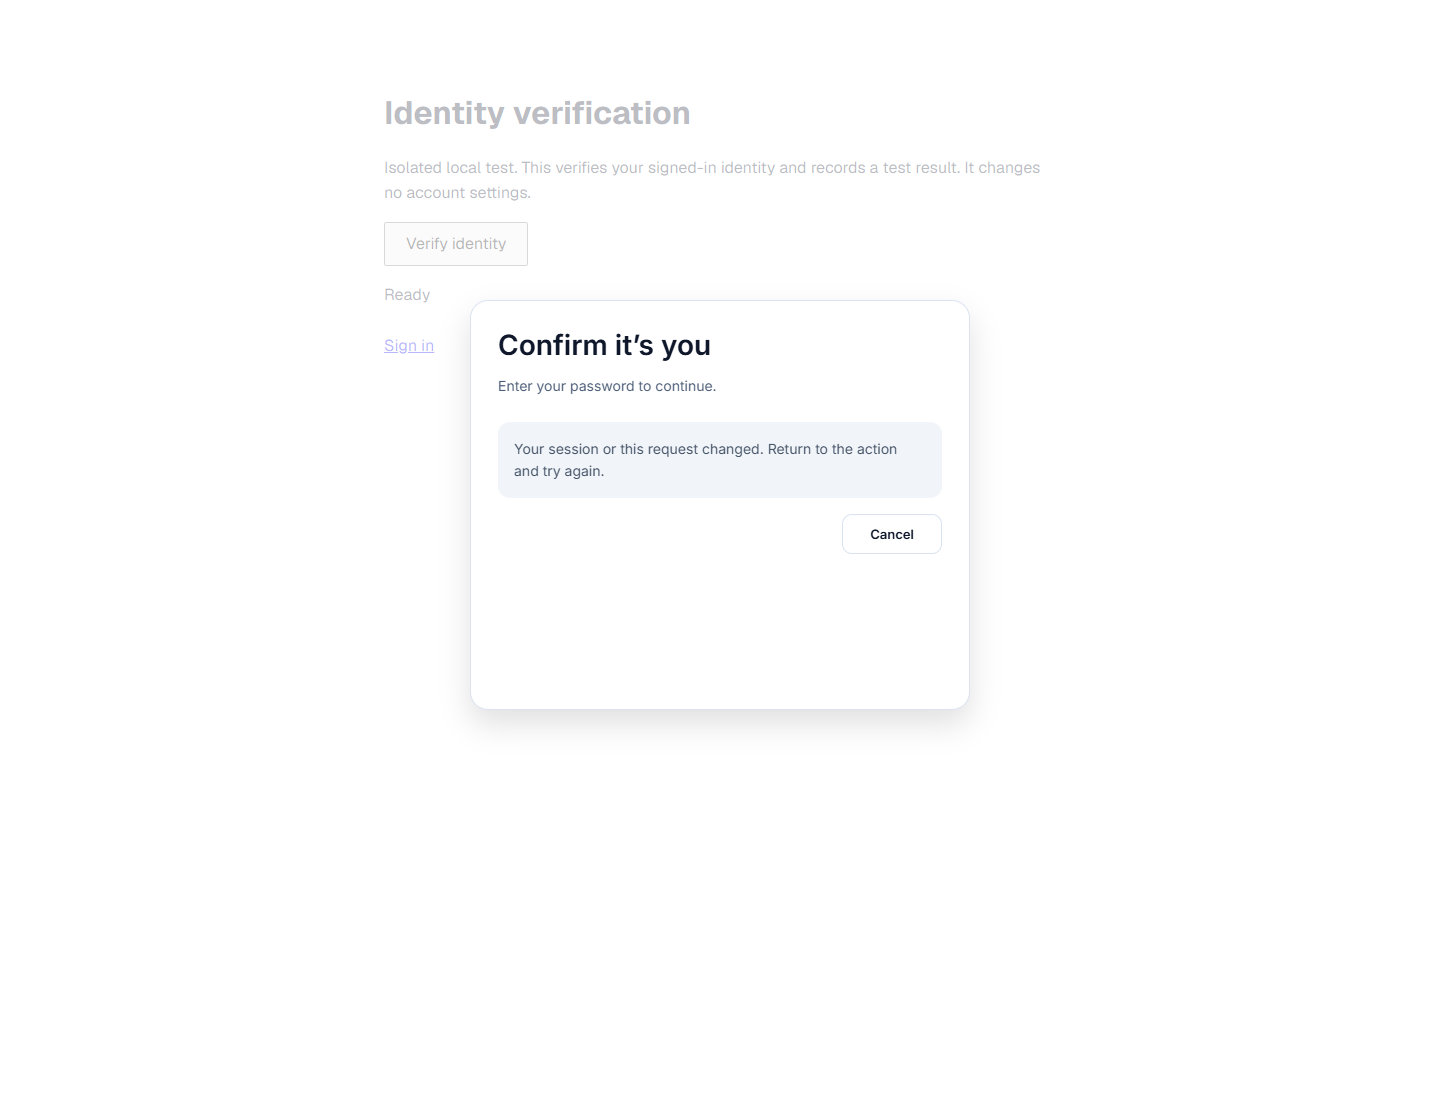 Identity verification
Isolated local test. This verifies your signed-in identity and records a test result. It changes
no account settings.
Verify identity
Ready
Sign in
Confirm it’s you
Enter your password to continue.
Your session or this request changed. Return to the action
and try again.
Cancel